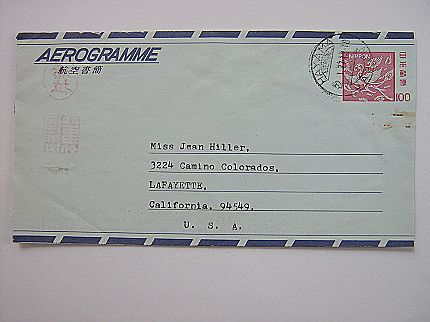 AEROGRAMME
航空書簡
NIPPON
日本郵便
100
Miss Jean Hiller,
3224 Camino Colorados,
LAFAYETTE,
California, 94549,
U. S. A.